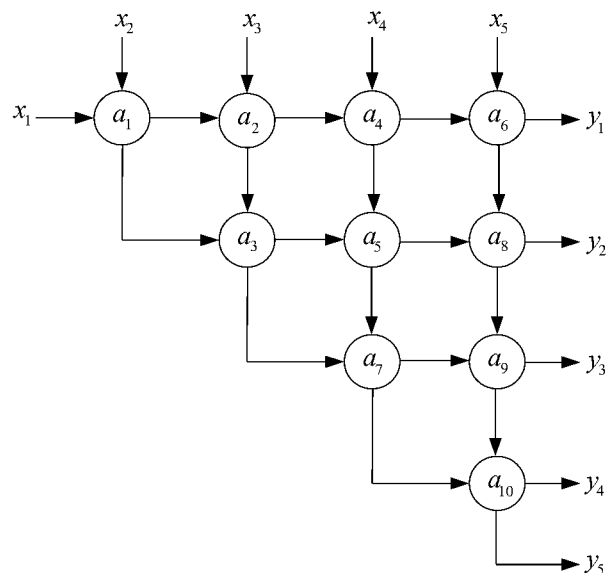 x₂ x₃ x₄ x₅
x₁ a₁ a₂ a₄ a₆ y₁
a₃ a₅ a₈ y₂
a₇ a₉ y₃
a₁₀ y₄
y₅